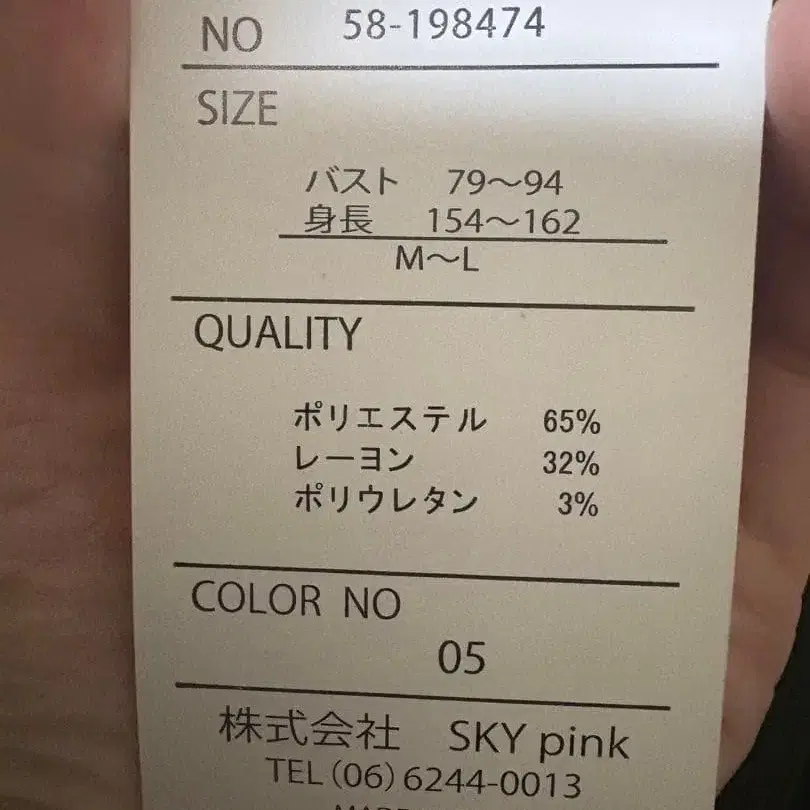 NO 58-198474
SIZE
バスト 79～94
身長 154～162
M～L
QUALITY
ポリエステル 65%
レーヨン 32%
ポリウレタン 3%
COLOR NO
05
株式会社 SKY pink
TEL(06)6244-0013